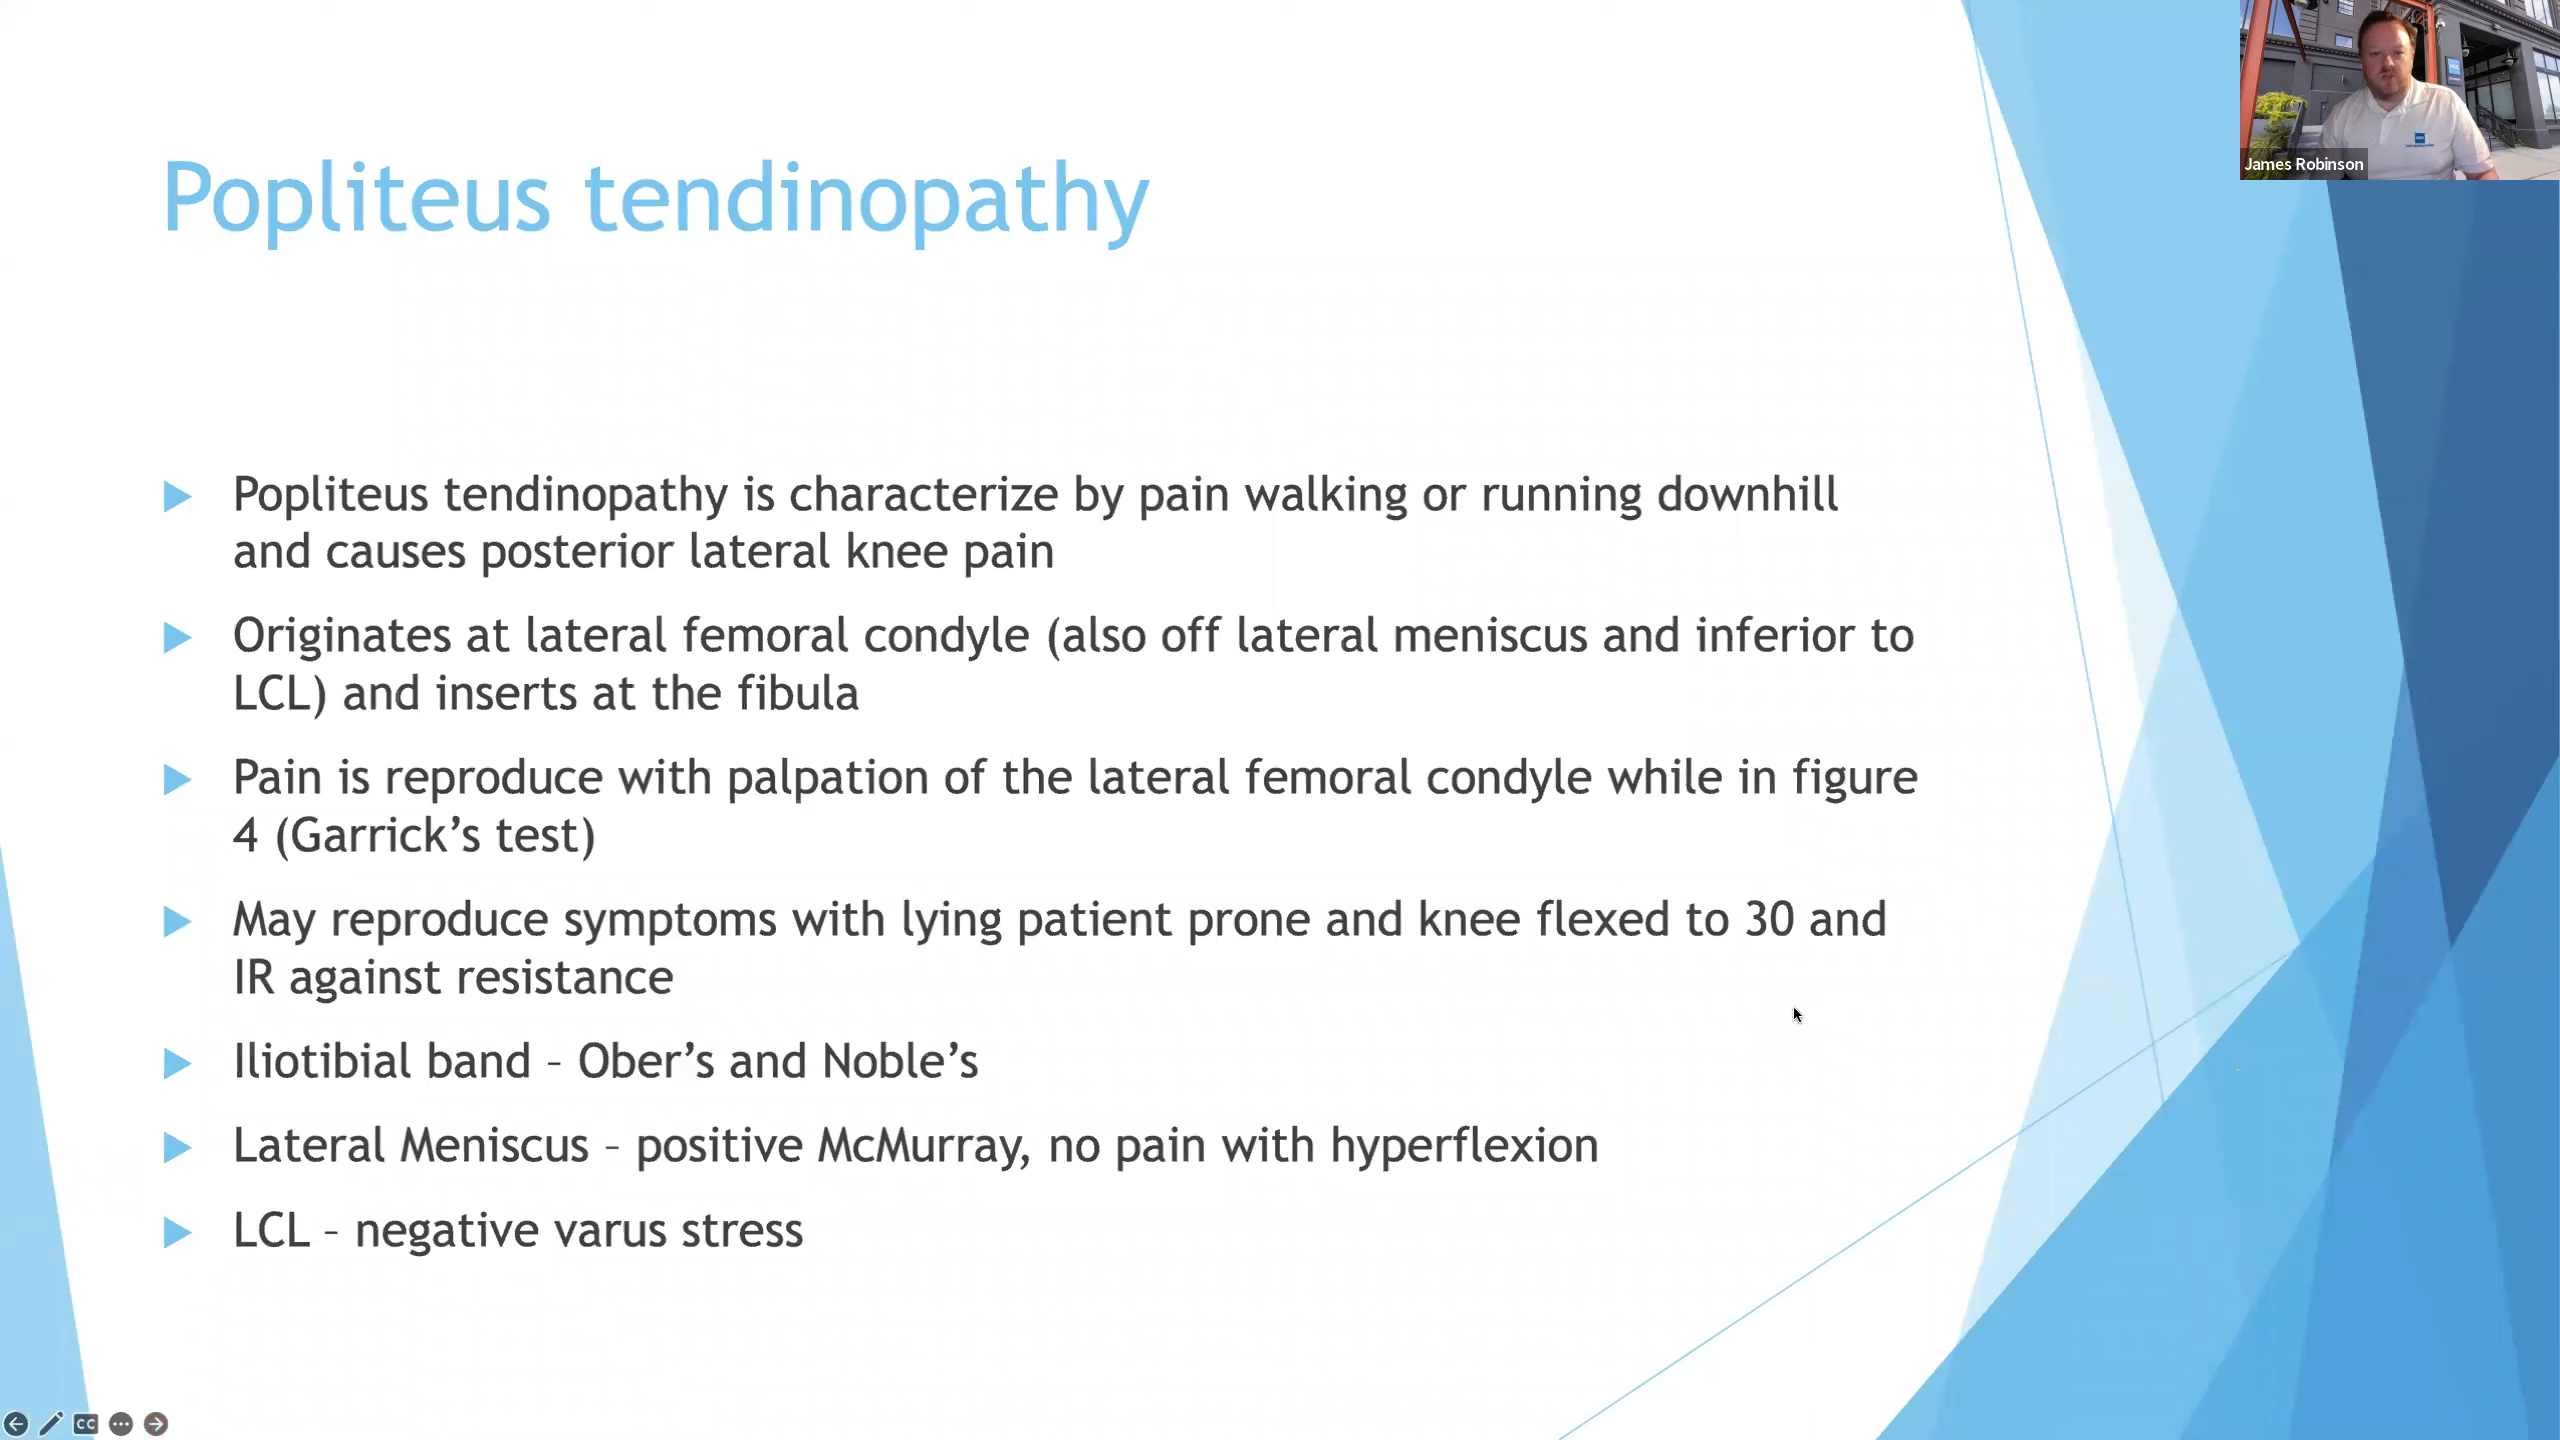 James Robinson
Popliteus tendinopathy
Popliteus tendinopathy is characterize by pain walking or running downhill
and causes posterior lateral knee pain
Originates at lateral femoral condyle (also off lateral meniscus and inferior to
LCL) and inserts at the fibula
Pain is reproduce with palpation of the lateral femoral condyle while in figure
4 (Garrick’s test)
May reproduce symptoms with lying patient prone and knee flexed to 30 and
IR against resistance
Iliotibial band – Ober’s and Noble’s
Lateral Meniscus – positive McMurray, no pain with hyperflexion
LCL – negative varus stress
CC